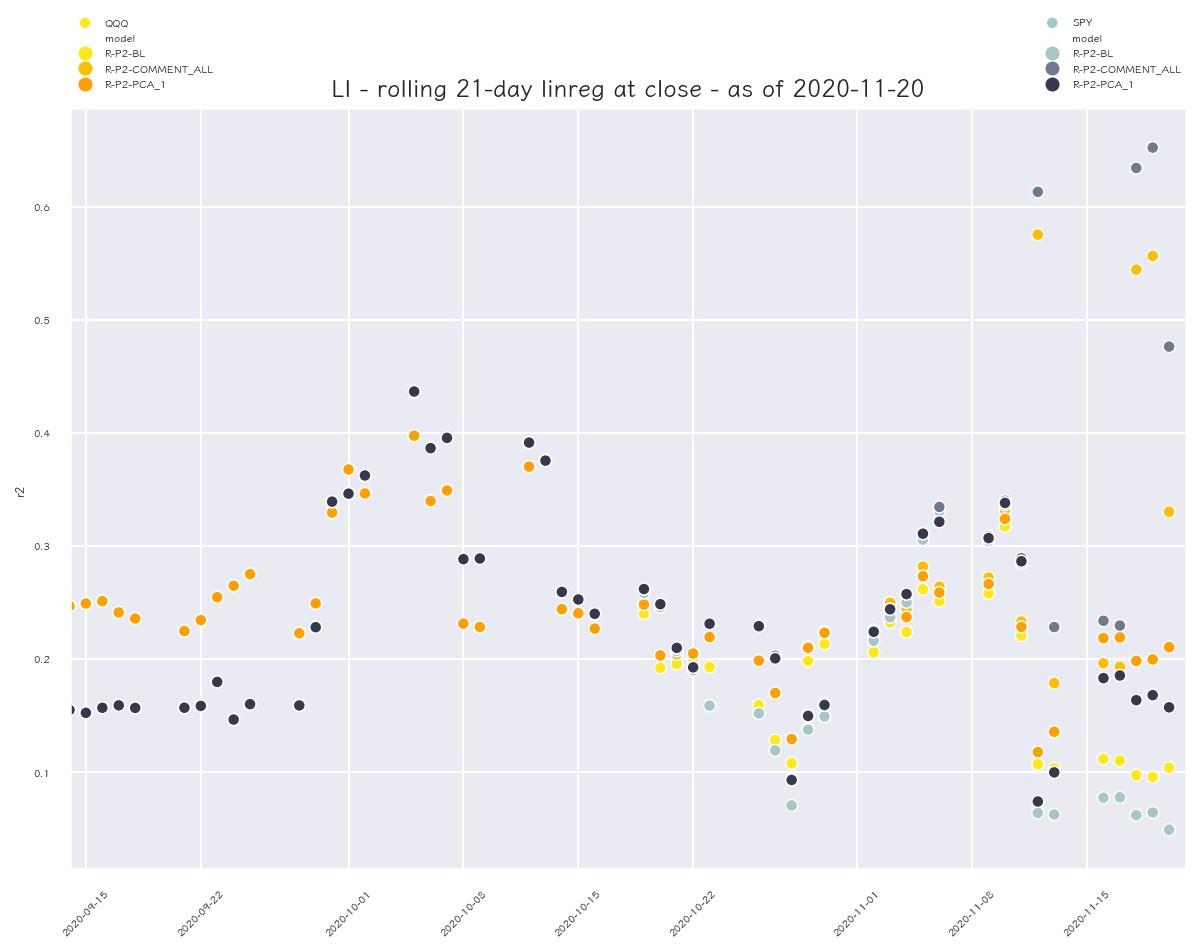 QQQ
model
R-P2-BL
R-P2-COMMENT_ALL
R-P2-PCA_1
SPY
model
R-P2-BL
R-P2-COMMENT_ALL
R-P2-PCA_1
LI - rolling 21-day linreg at close - as of 2020-11-20
r2
0.6
0.5
0.4
0.3
0.2
0.1
2020-09-15
2020-09-22
2020-10-01
2020-10-08
2020-10-15
2020-10-22
2020-11-01
2020-11-08
2020-11-15